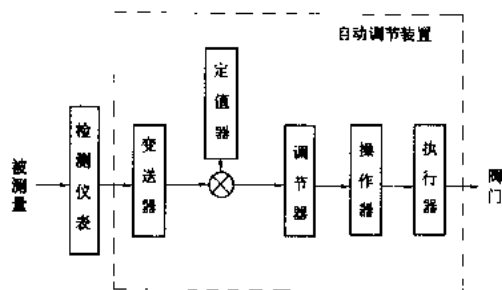 自动调节装置
定值器
被测量
检测仪表
变送器
调节器
操作器
执行器
阀门